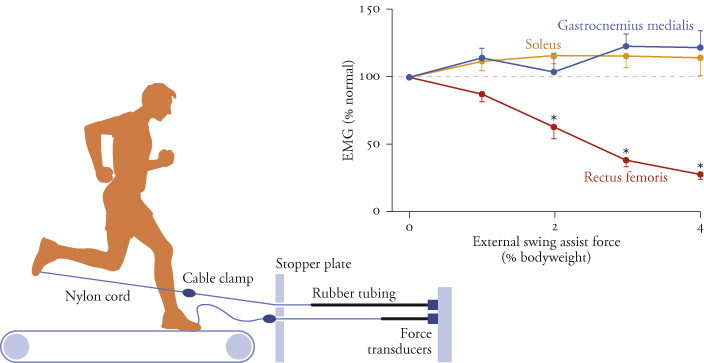 150
Gastrocnemius medialis
Soleus
100
EMG (% normal)
50
*
*
*
Rectus femoris
0
0
2
4
External swing assist force
(% bodyweight)
Stopper plate
Cable clamp
Nylon cord
Rubber tubing
Force
transducers